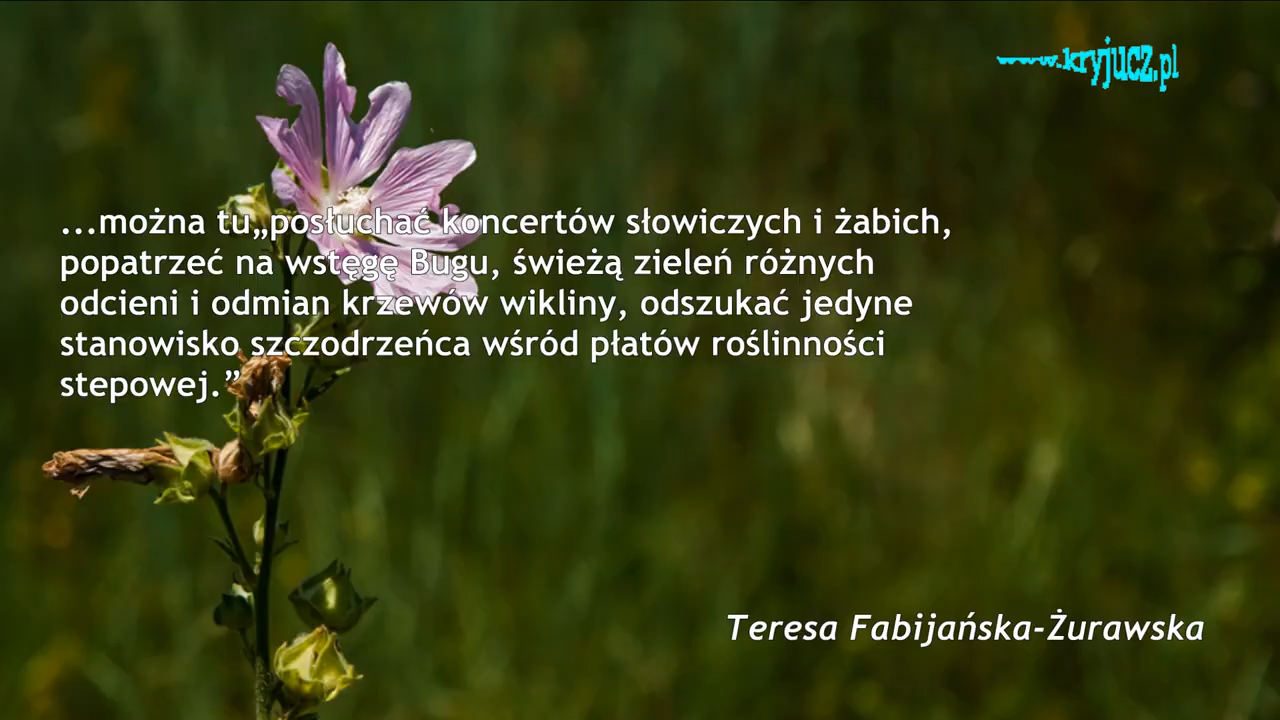 www.kryjucz.pl
...można tu„posłuchać koncertów słowiczych i żabich,
popatrzeć na wstęgę Bugu, świeżą zieleń różnych
odcieni i odmian krzewów wikliny, odszukać jedyne
stanowisko szczodrzeńca wśród płatów roślinności
stepowej.”
Teresa Fabijańska-Żurawska